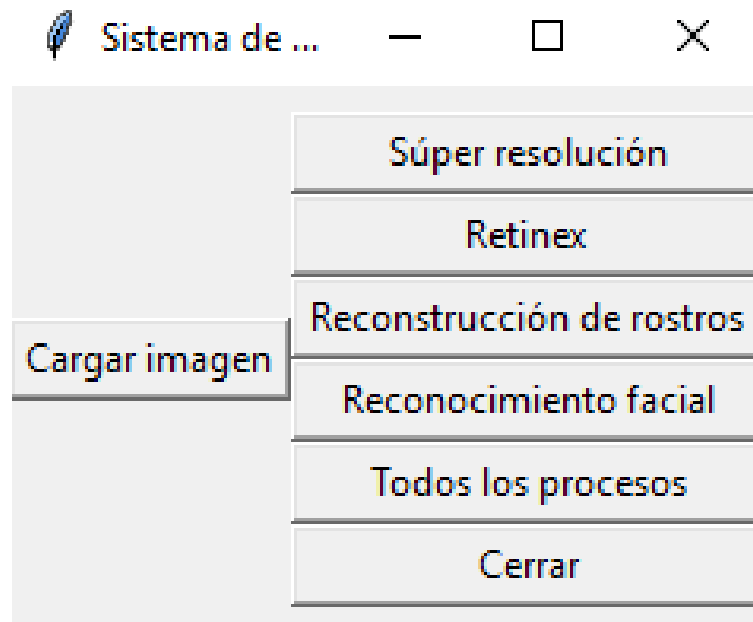 Sistema de ...
Súper resolución
Retinex
Reconstrucción de rostros
Cargar imagen
Reconocimiento facial
Todos los procesos
Cerrar